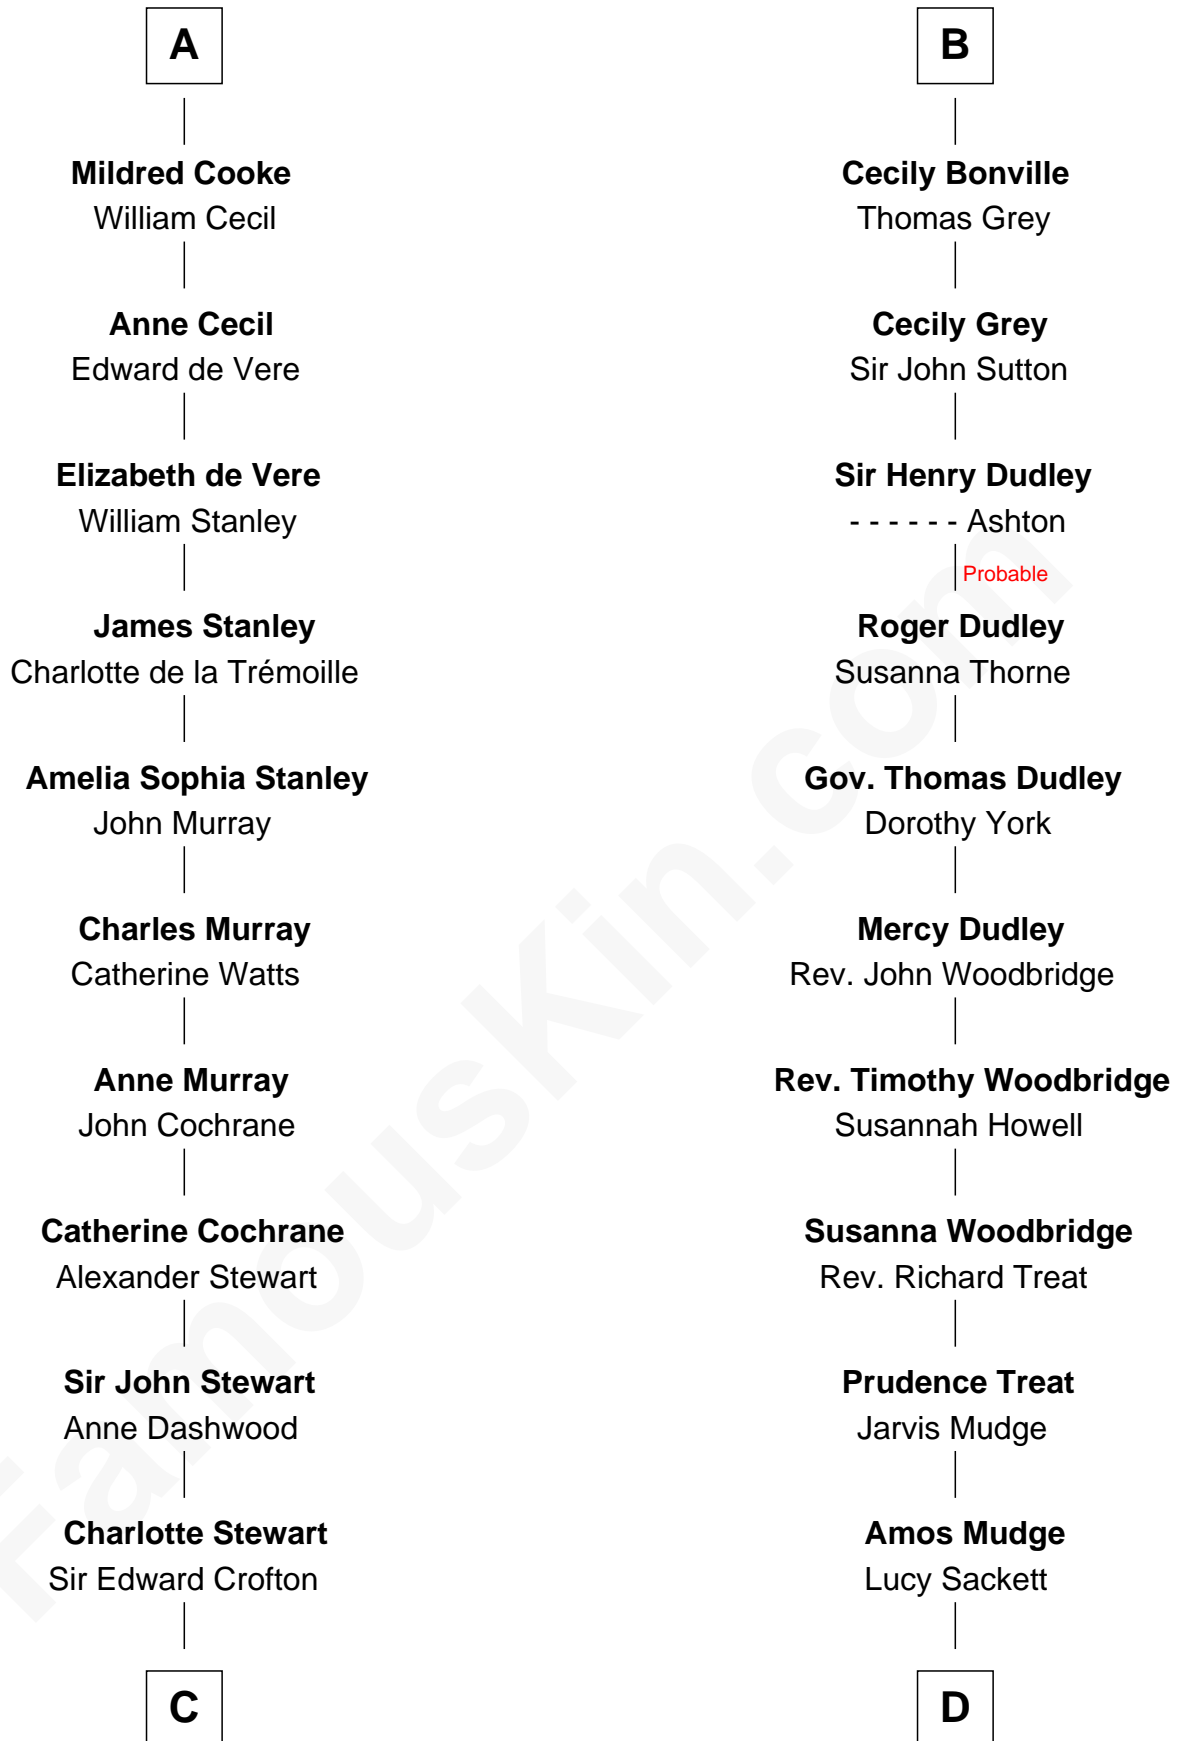 A
Mildred Cooke
William Cecil
Anne Cecil
Edward de Vere
Elizabeth de Vere
William Stanley
James Stanley
Charlotte de la Trémoille
Amelia Sophia Stanley
John Murray
Charles Murray
Catherine Watts
Anne Murray
John Cochrane
Catherine Cochrane
Alexander Stewart
Sir John Stewart
Anne Dashwood
Charlotte Stewart
Sir Edward Crofton
C
B
Cecily Bonville
Thomas Grey
Cecily Grey
Sir John Sutton
Sir Henry Dudley
- - - - - - Ashton
Probable
Roger Dudley
Susanna Thorne
Gov. Thomas Dudley
Dorothy York
Mercy Dudley
Rev. John Woodbridge
Rev. Timothy Woodbridge
Susannah Howell
Susanna Woodbridge
Rev. Richard Treat
Prudence Treat
Jarvis Mudge
Amos Mudge
Lucy Sackett
D
FamousKin.com